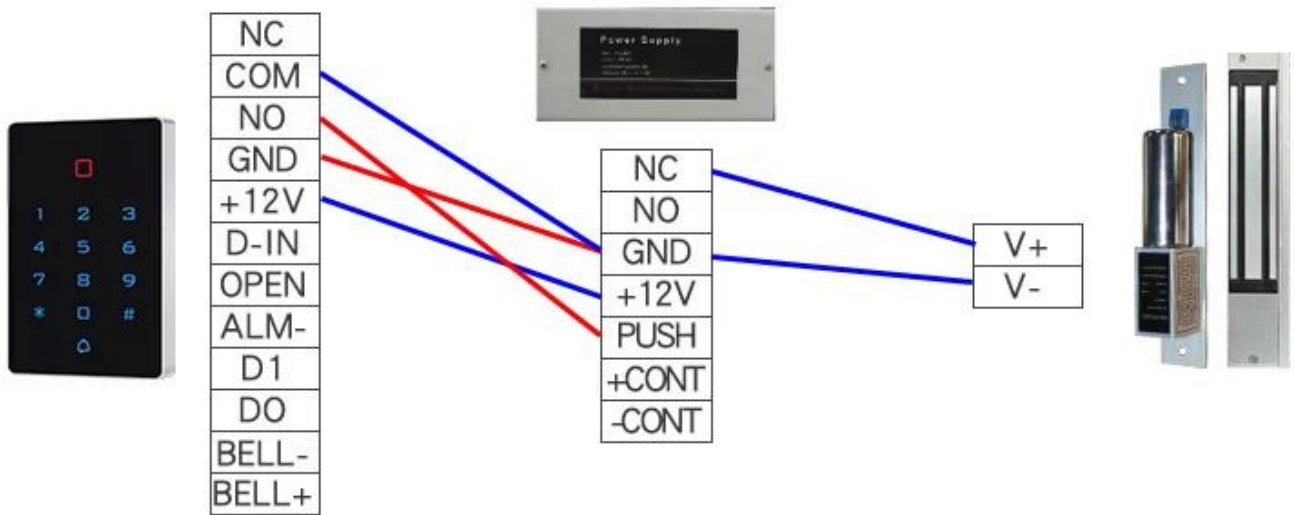 NC
COM
NO
GND
+12V
D-IN
OPEN
ALM-
D1
D0
BELL-
BELL+
1 2 3
4 5 6
7 8 9
* 0 #
Power Supply
NC
NO
GND
+12V
PUSH
+CONT
-CONT
V+
V-